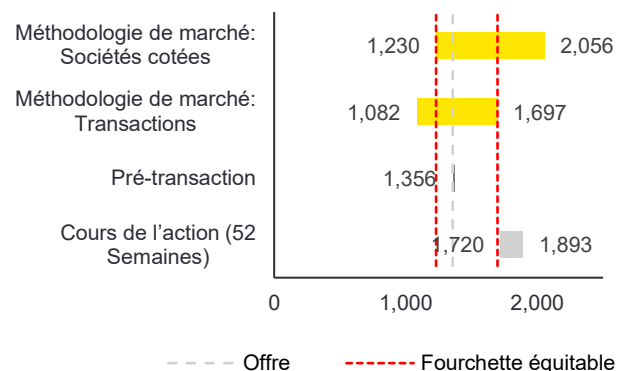 Méthodologie de marché:
Sociétés cotées
1,230
2,056
Méthodologie de marché:
Transactions
1,082
1,697
Pré-transaction
1,356
Cours de l’action (52
Semaines)
1,720
1,893
0
1,000
2,000
Offre
Fourchette équitable